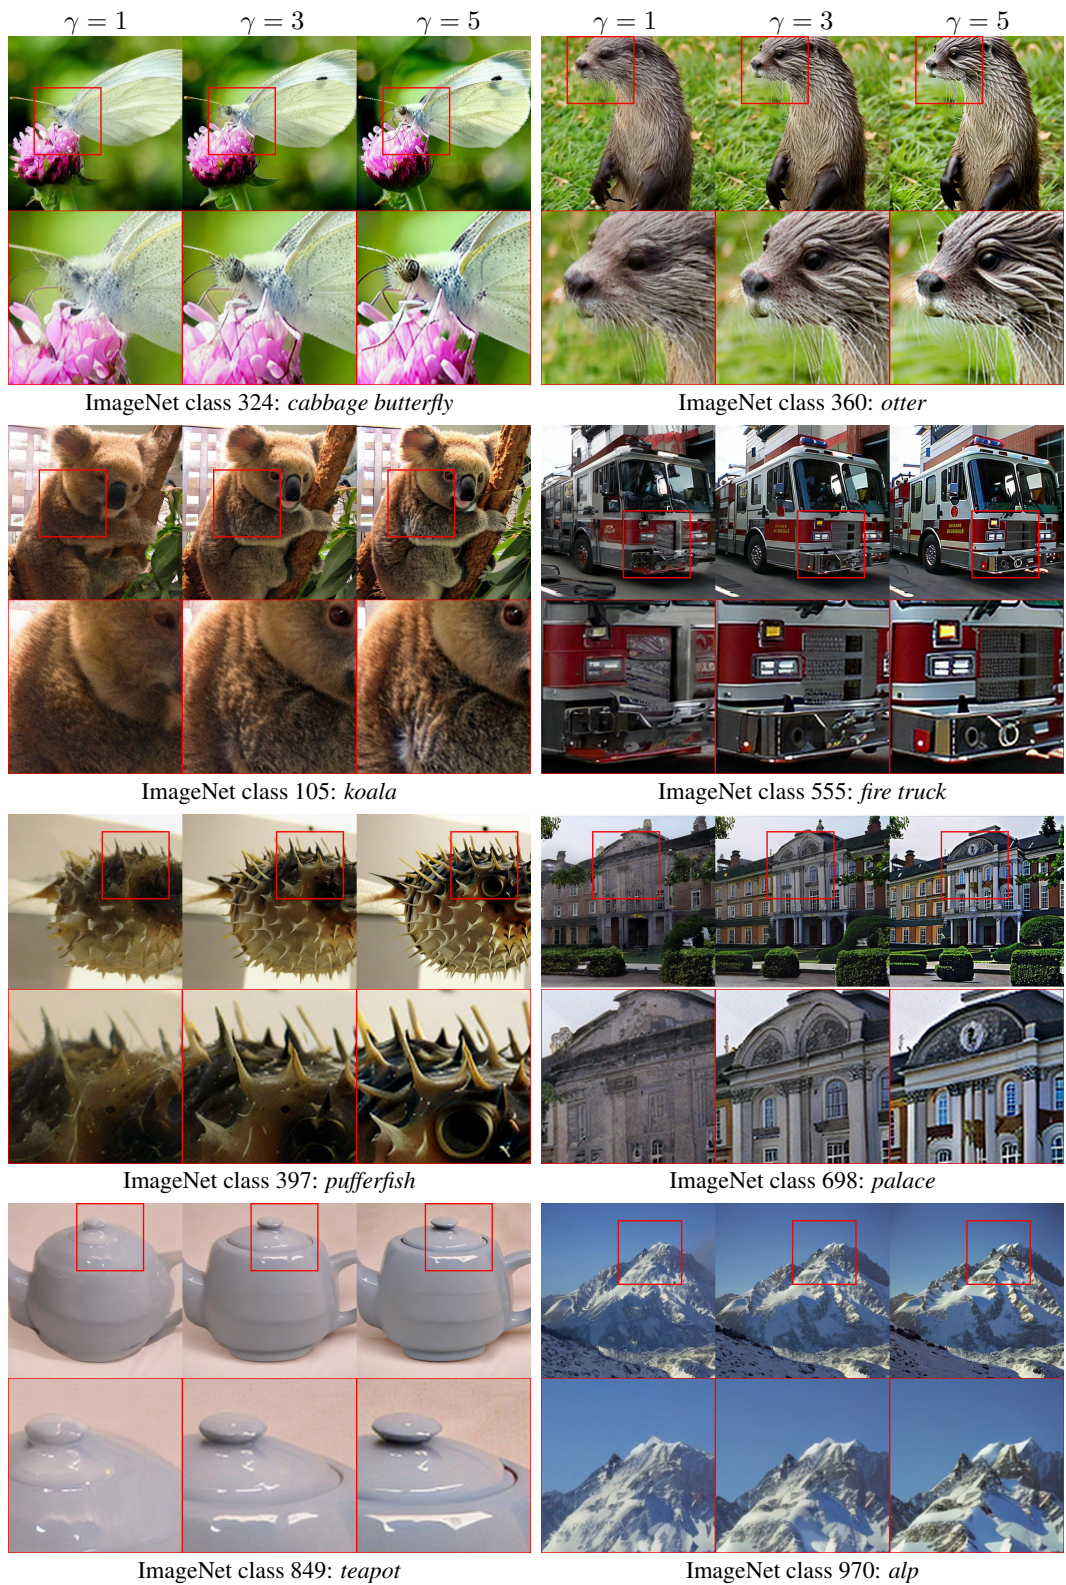 γ = 1 γ = 3 γ = 5 γ = 1 γ = 3 γ = 5
ImageNet class 324: cabbage butterfly
ImageNet class 360: otter
ImageNet class 105: koala
ImageNet class 555: fire truck
ImageNet class 397: pufferfish
ImageNet class 698: palace
ImageNet class 849: teapot
ImageNet class 970: alp